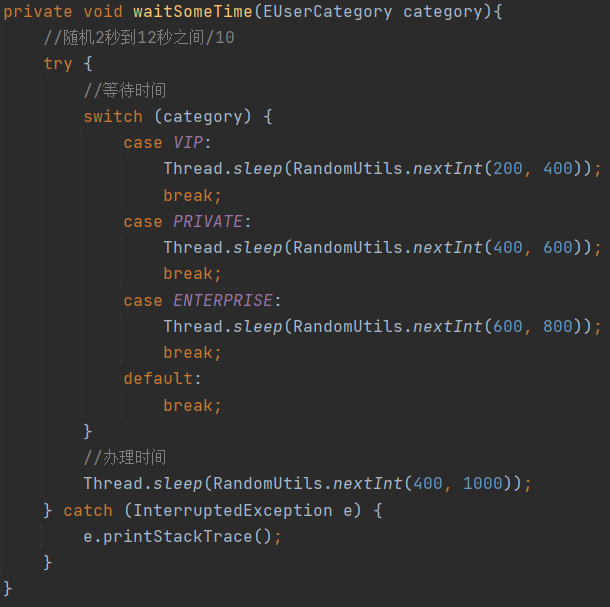 private void waitSomeTime(EUserCategory category){
    //随机2秒到12秒之间/10
    try {
        //等待时间
        switch (category) {
            case VIP:
                Thread.sleep(RandomUtils.nextInt(200, 400));
                break;
            case PRIVATE:
                Thread.sleep(RandomUtils.nextInt(400, 600));
                break;
            case ENTERPRISE:
                Thread.sleep(RandomUtils.nextInt(600, 800));
                break;
            default:
                break;
        }
        //办理时间
        Thread.sleep(RandomUtils.nextInt(400, 1000));
    } catch (InterruptedException e) {
        e.printStackTrace();
    }
}